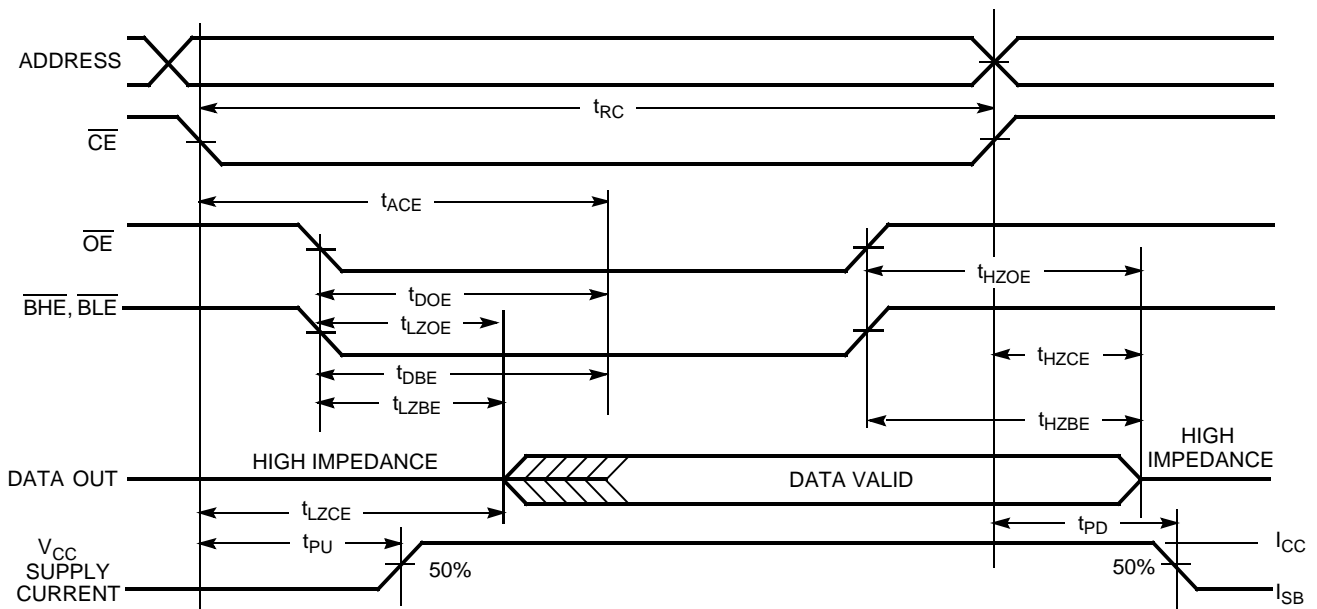 ADDRESS
tRC
CE
tACE
OE
tHZOE
tDOE
BHE, BLE
tLZOE
tHZCE
tDBE
tLZBE
tHZBE
HIGH IMPEDANCE
HIGH
IMPEDANCE
DATA OUT
DATA VALID
tLZCE
tPD
tPU
VCC
SUPPLY
CURRENT
50%
50%
ICC
ISB